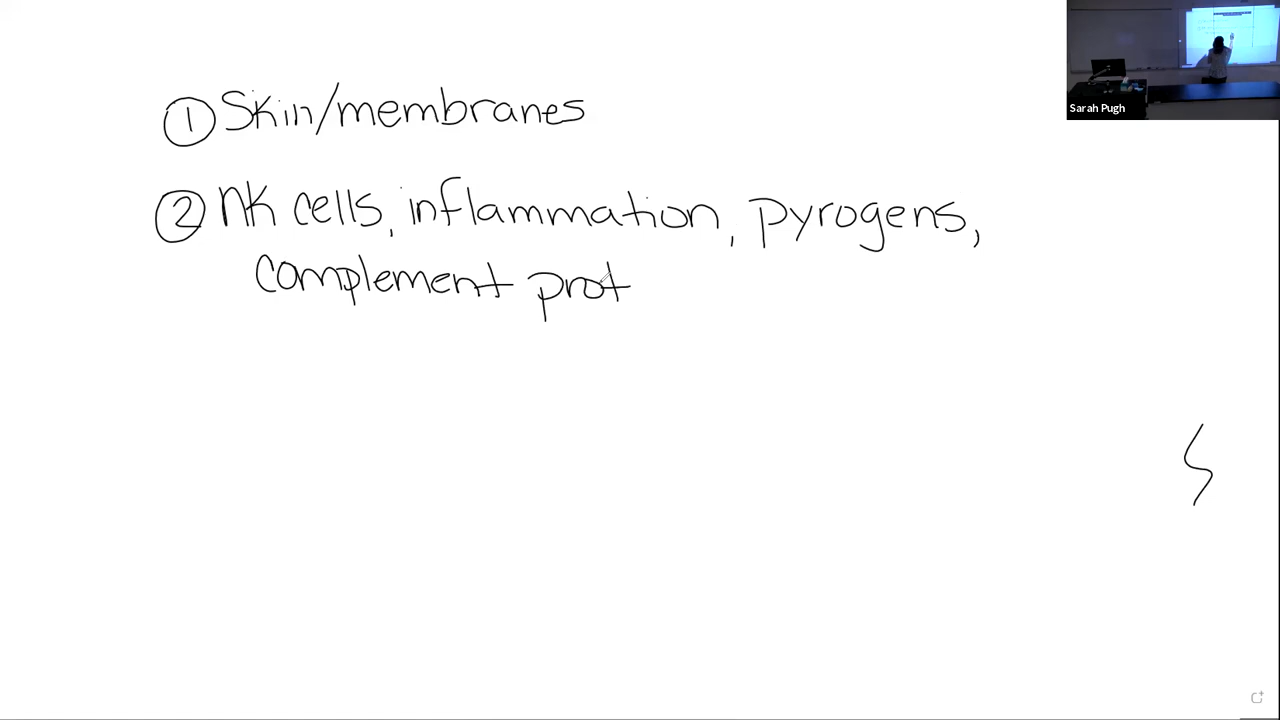 ① Skin/membranes
② NK cells, inflammation, pyrogens,
complement prot
Sarah Pugh